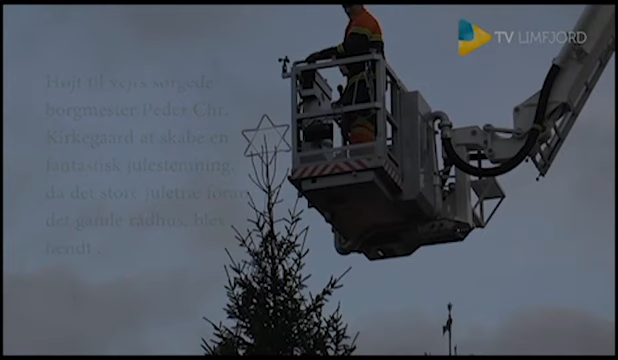 TV LIMFJORD
Højt til vejrs sørgede
borgmester Peder Chr.
Kirkegaard at skabe en
fantastisk julestemning,
da det store juletræ foran
det gamle rådhus, blev
tændt .